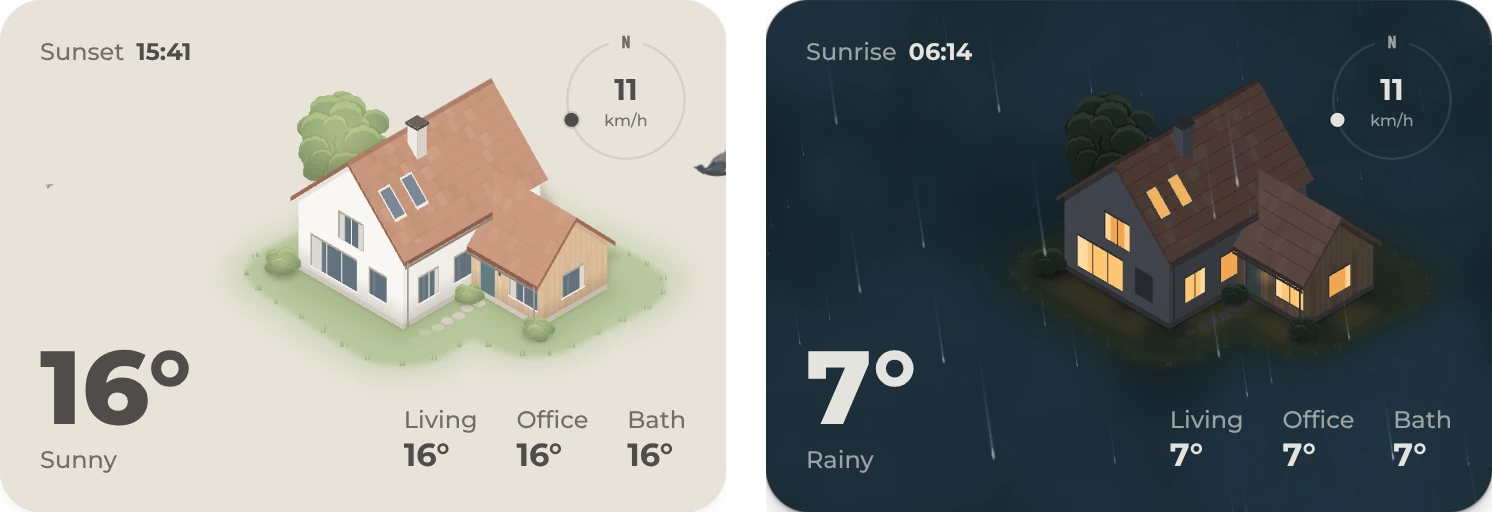 Sunset 15:41
N
11
km/h
16°
Sunny
Living Office Bath
16° 16° 16°
Sunrise 06:14
N
11
km/h
7°
Rainy
Living Office Bath
7° 7° 7°